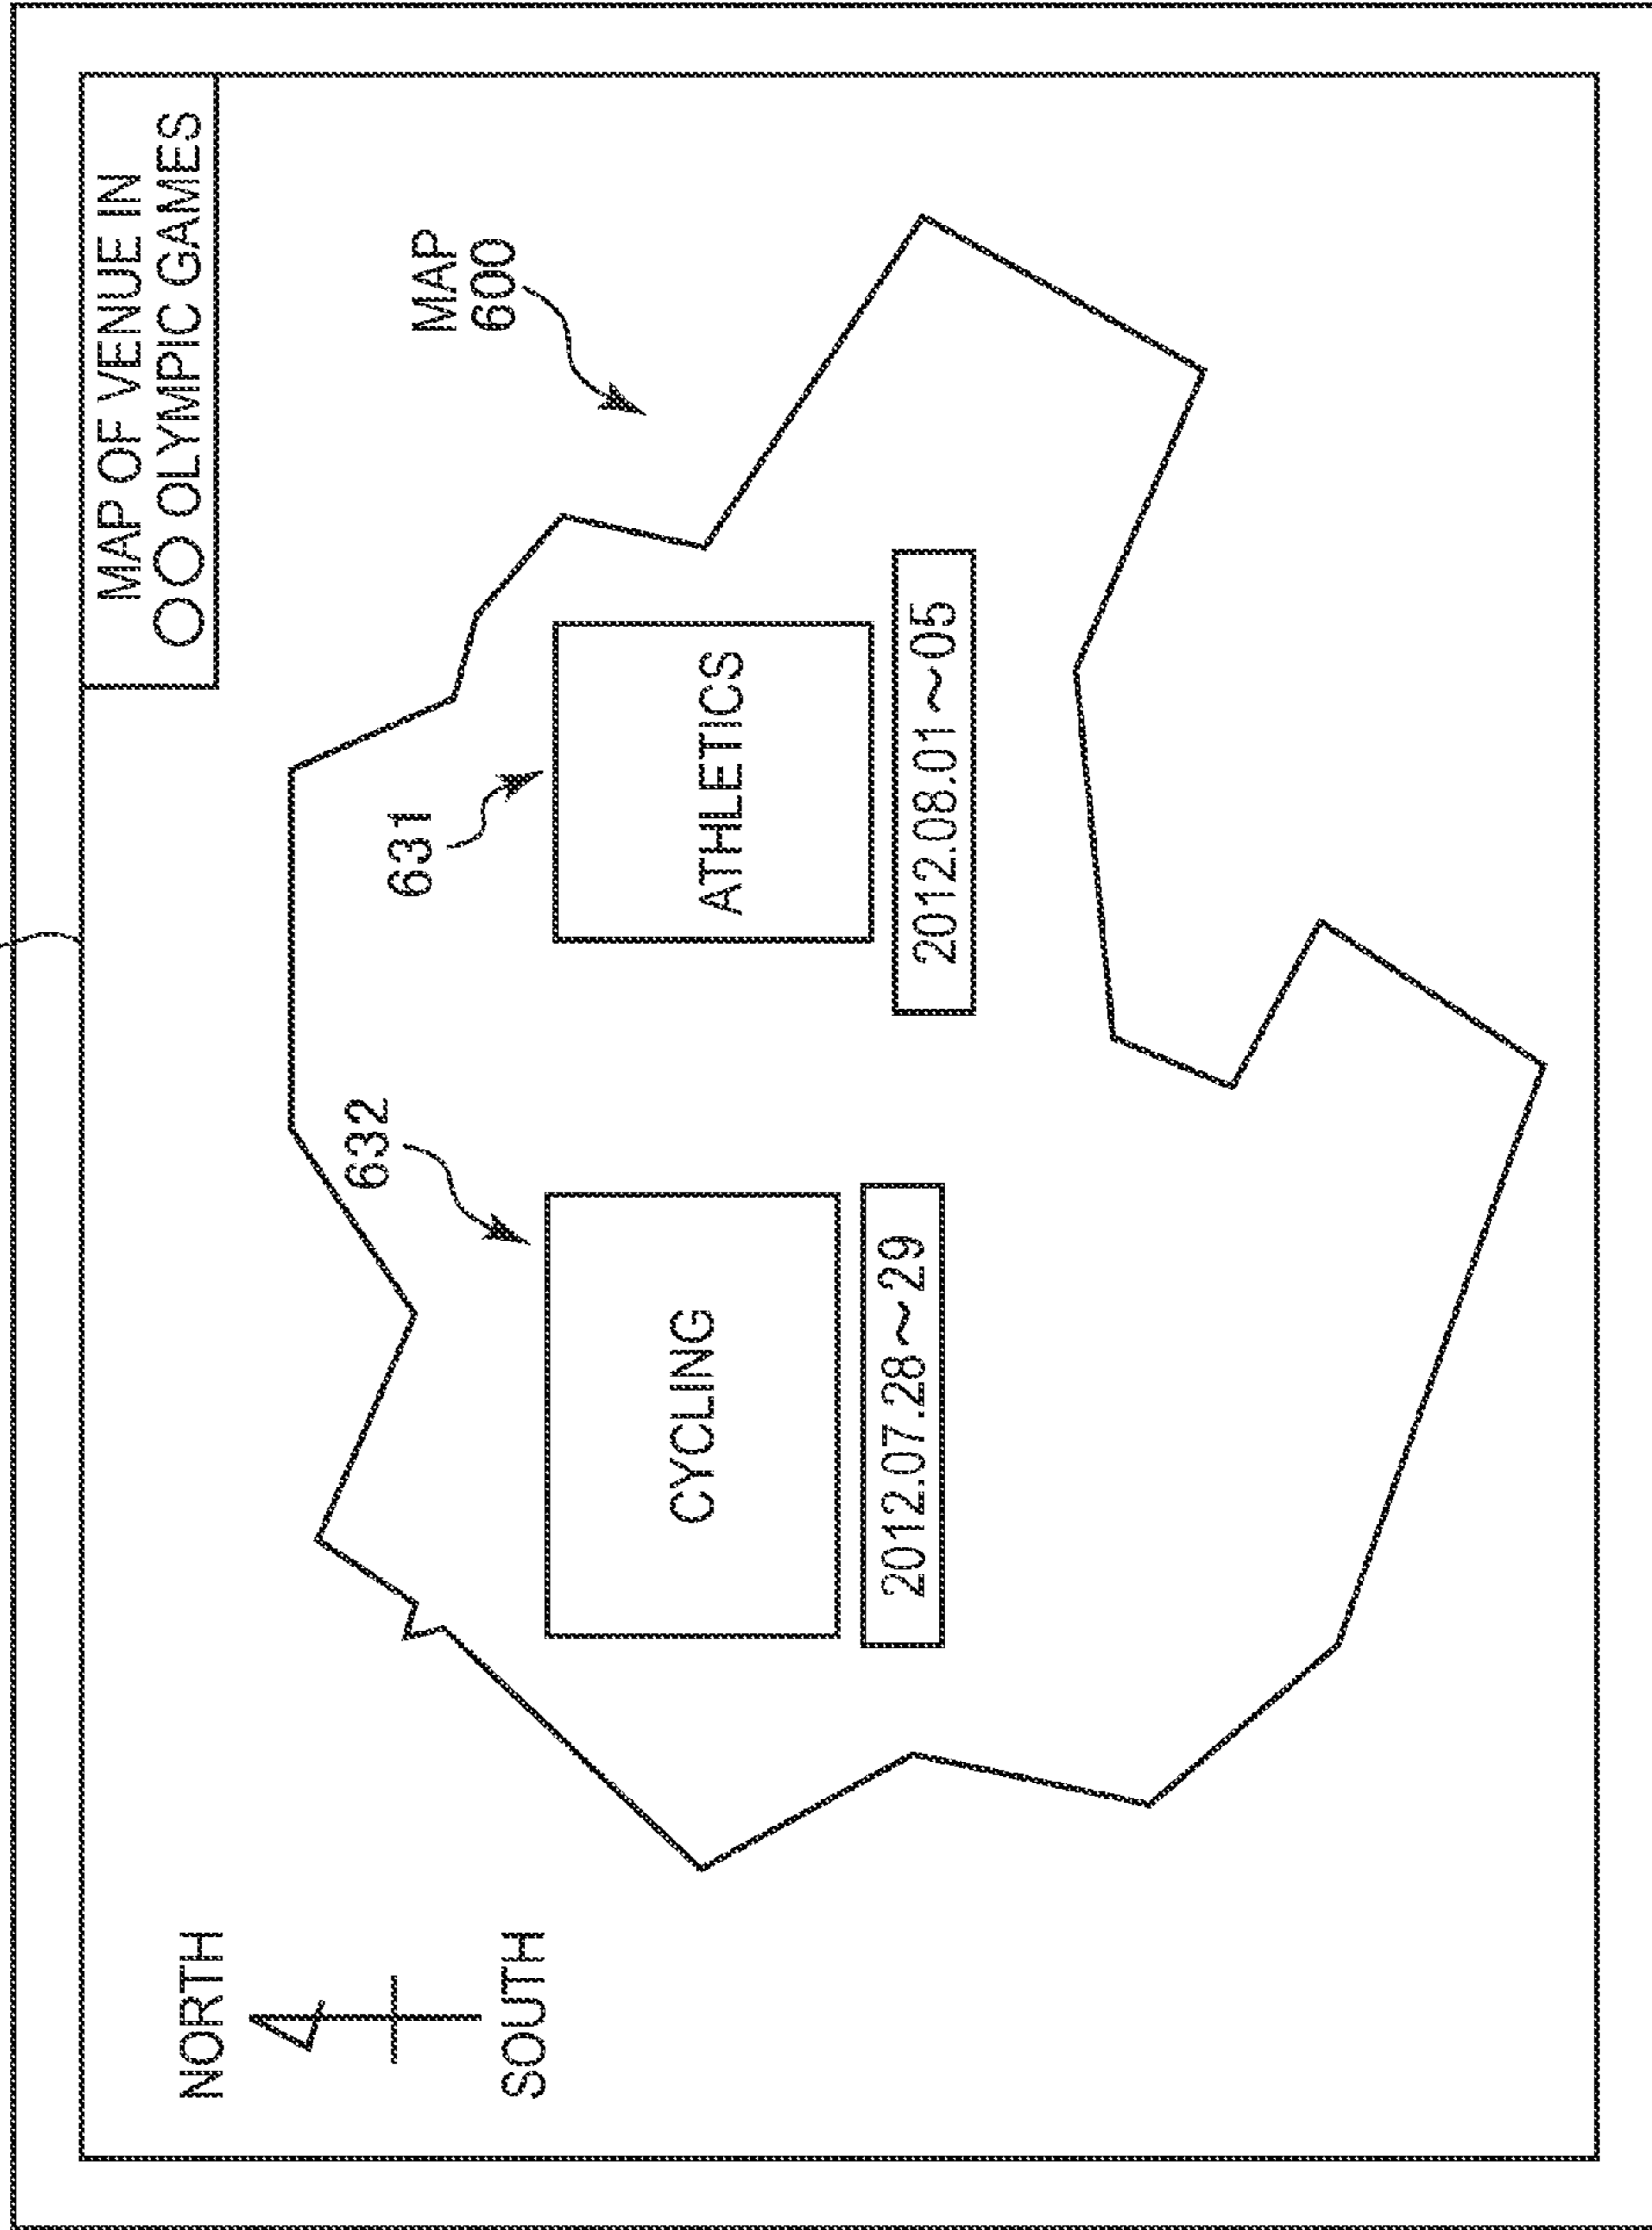 MAP OF VENUE IN
○○ OLYMPIC GAMES
NORTH
SOUTH
MAP
600
632
631
CYCLING
ATHLETICS
2012.07.28～29
2012.08.01～05